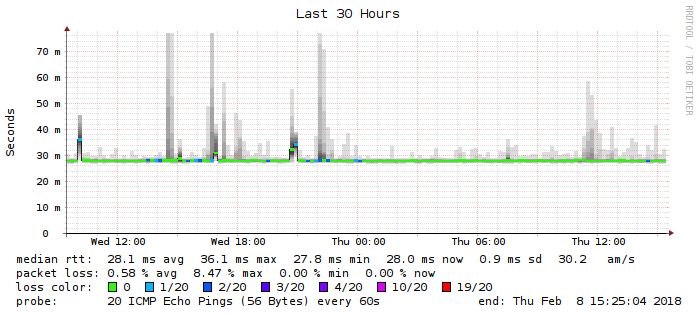 Last 30 Hours
RRDTOOL / TOBI OETIKER
Seconds
70 m
60 m
50 m
40 m
30 m
20 m
10 m
0
Wed 12:00 Wed 18:00 Thu 00:00 Thu 06:00 Thu 12:00
median rtt: 28.1 ms avg 36.1 ms max 27.8 ms min 28.0 ms now 0.9 ms sd 30.2 am/s
packet loss: 0.58 % avg 8.47 % max 0.00 % min 0.00 % now
loss color: 0 1/20 2/20 3/20 4/20 10/20 19/20
probe: 20 ICMP Echo Pings (56 Bytes) every 60s end: Thu Feb 8 15:25:04 2018